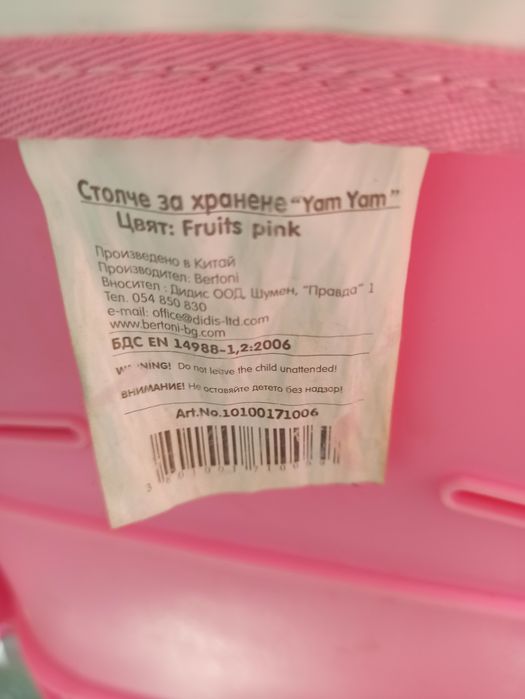 Столче за хранене "Yam Yam"
Цвят: Fruits pink
Произведено в Китай
Производител: Bertoni
Вносител : Дидис ООД, Шумен, "Правда" 1
Тел. 054 850 830
e-mail: office@didis-ltd.com
www.bertoni-bg.com
БДС EN 14988-1,2:2006
Do not leave the child unattended!
ВНИМАНИЕ! Не оставяйте детето без надзор!
Art.No.10100171006